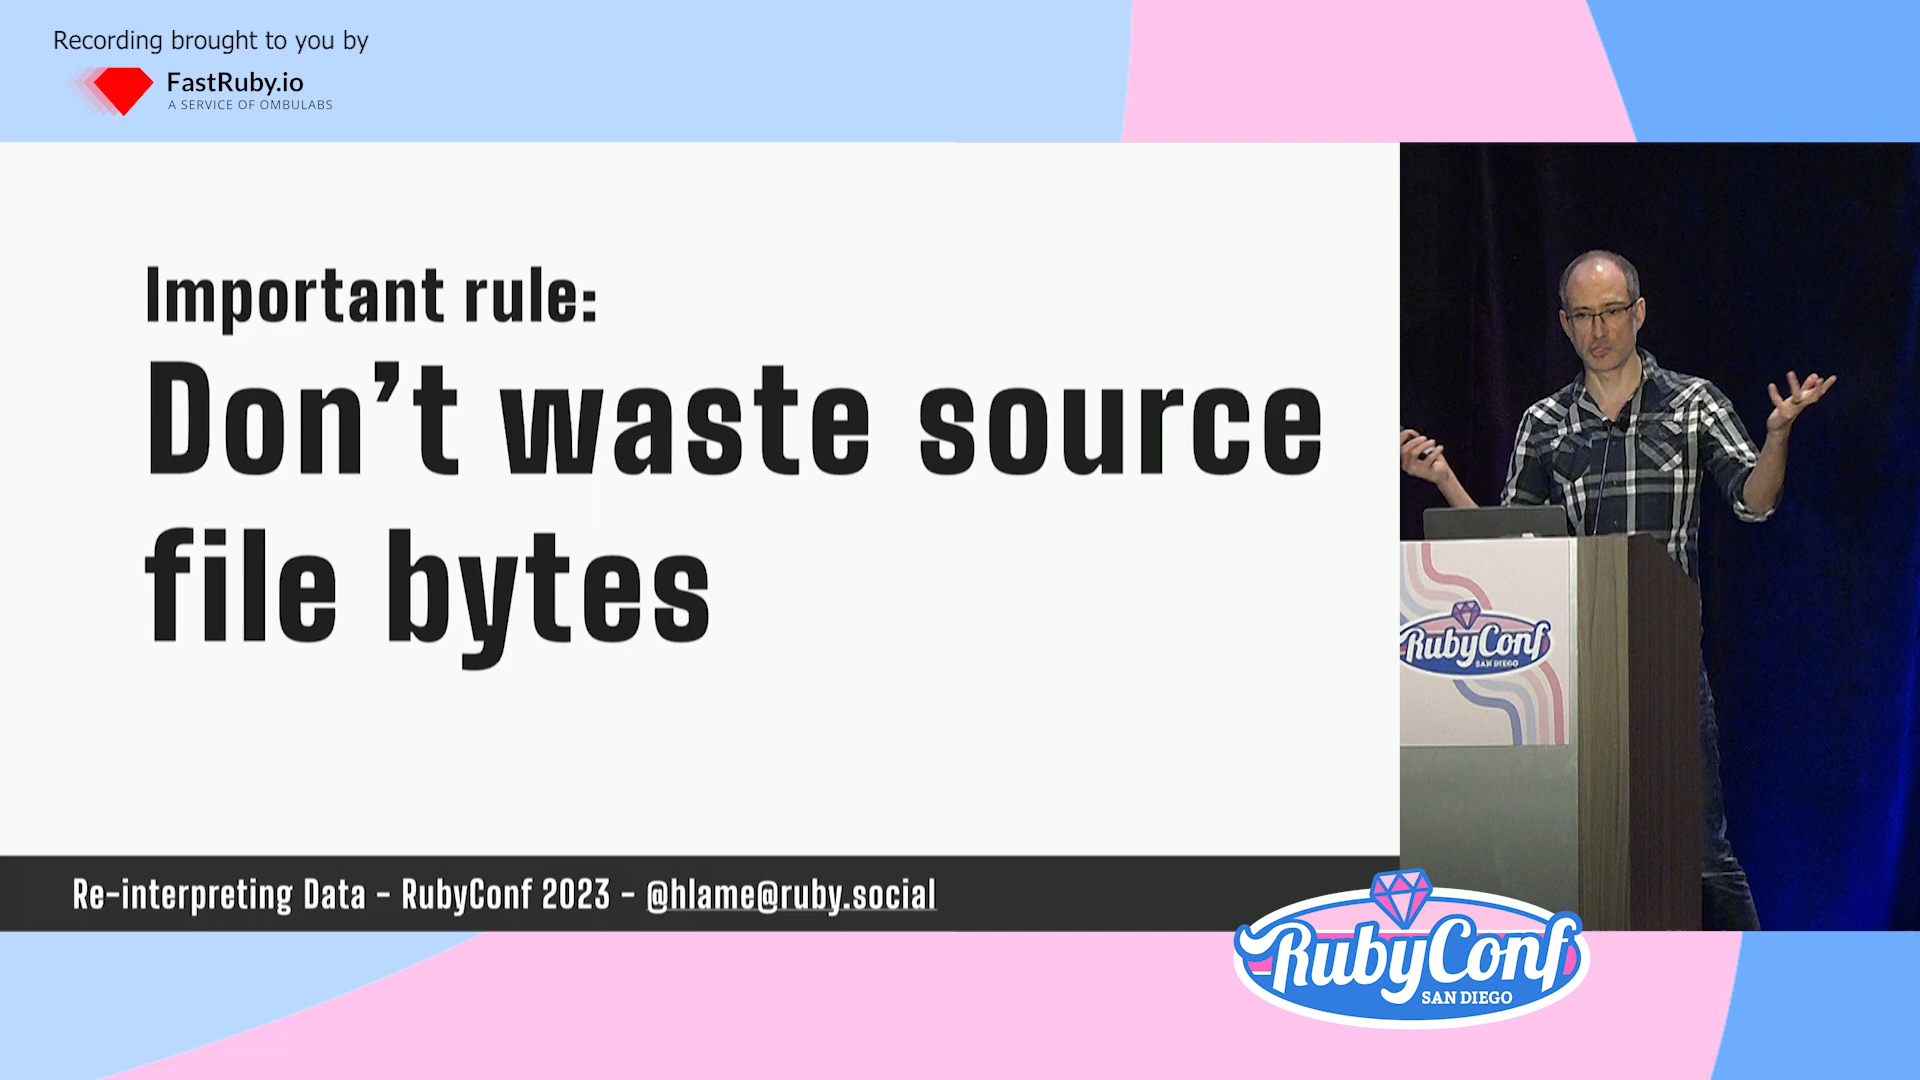 Recording brought to you by
FastRuby.io
A SERVICE OF OMBULABS
Important rule:
Don’t waste source
file bytes
RubyConf
SAN DIEGO
Re-interpreting Data - RubyConf 2023 - @hlame@ruby.social
RubyConf
SAN DIEGO